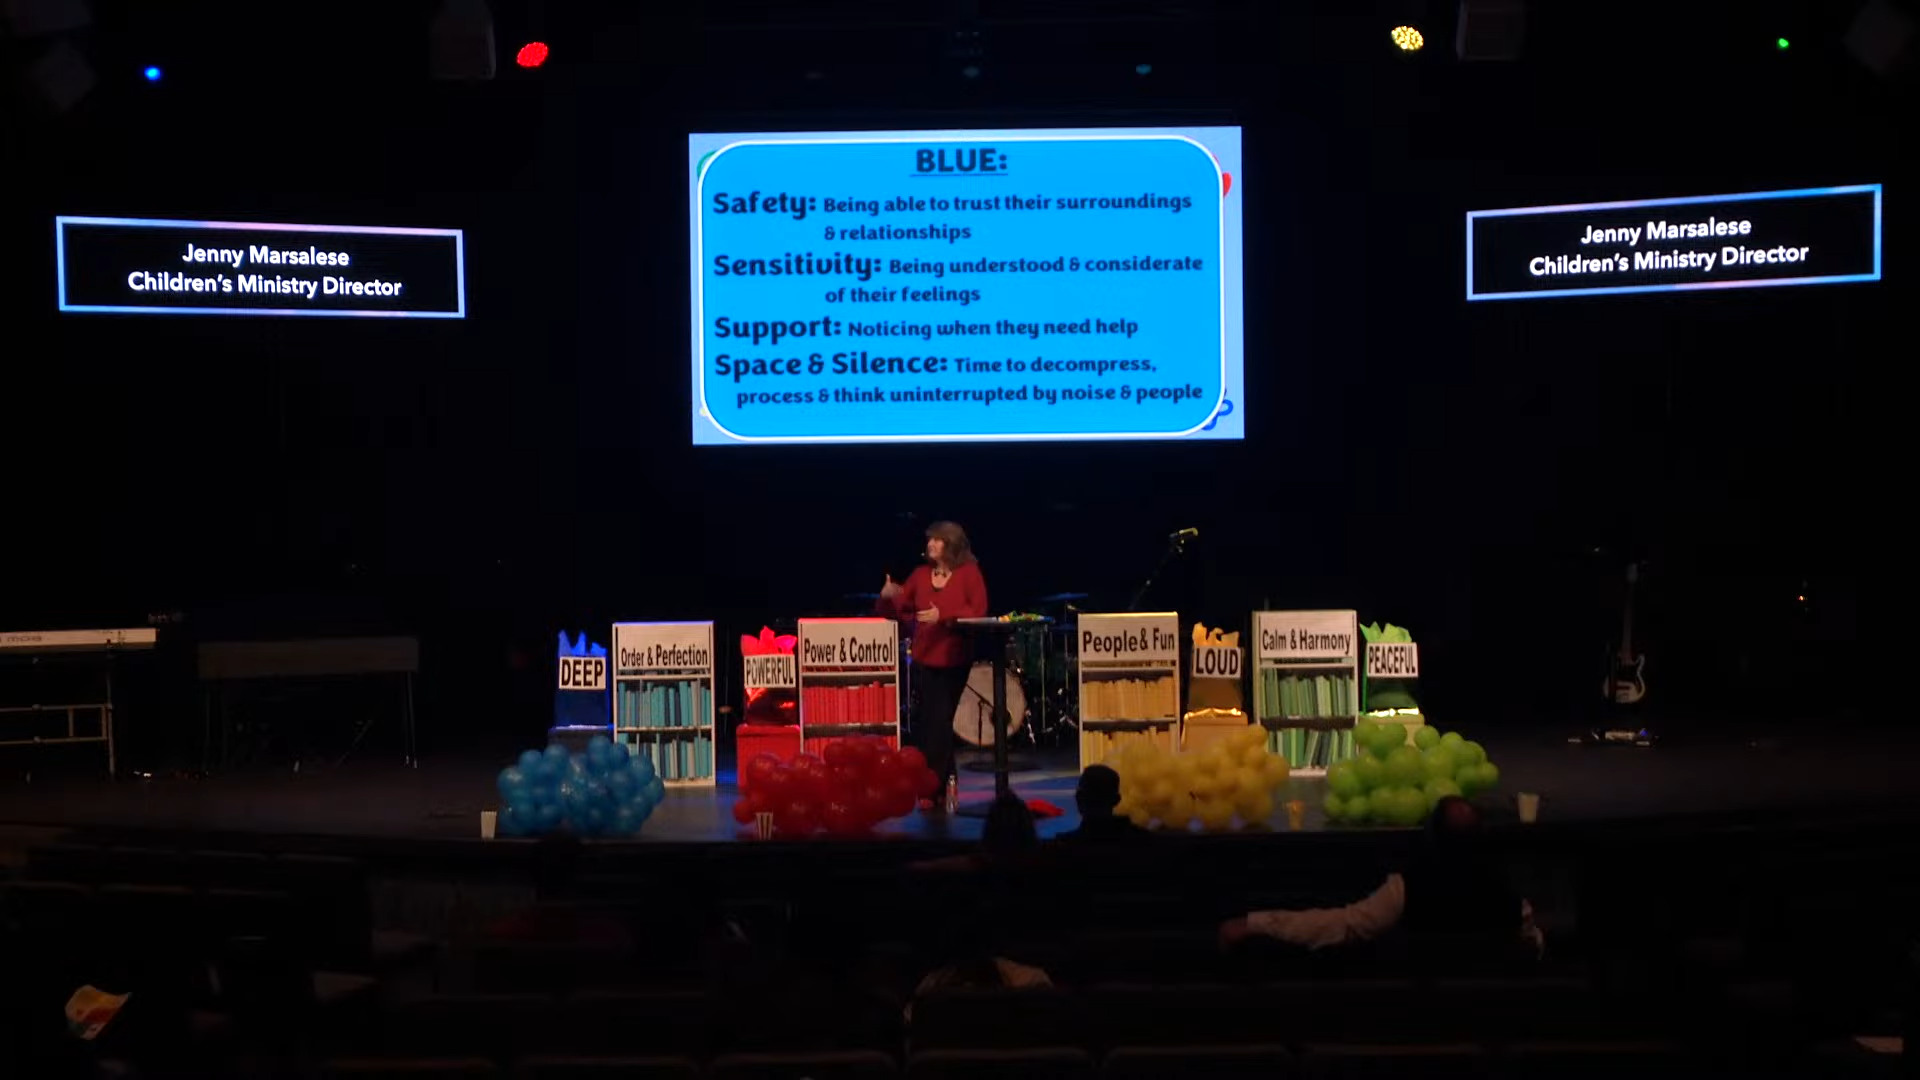 BLUE:
Safety: Being able to trust their surroundings
& relationships
Sensitivity: Being understood & considerate
of their feelings
Support: Noticing when they need help
Space & Silence: Time to decompress,
process & think uninterrupted by noise & people
Jenny Marsalese
Children's Ministry Director
Jenny Marsalese
Children's Ministry Director
DEEP
Order & Perfection
POWERFUL
Power & Control
People & Fun
LOUD
Calm & Harmony
PEACEFUL